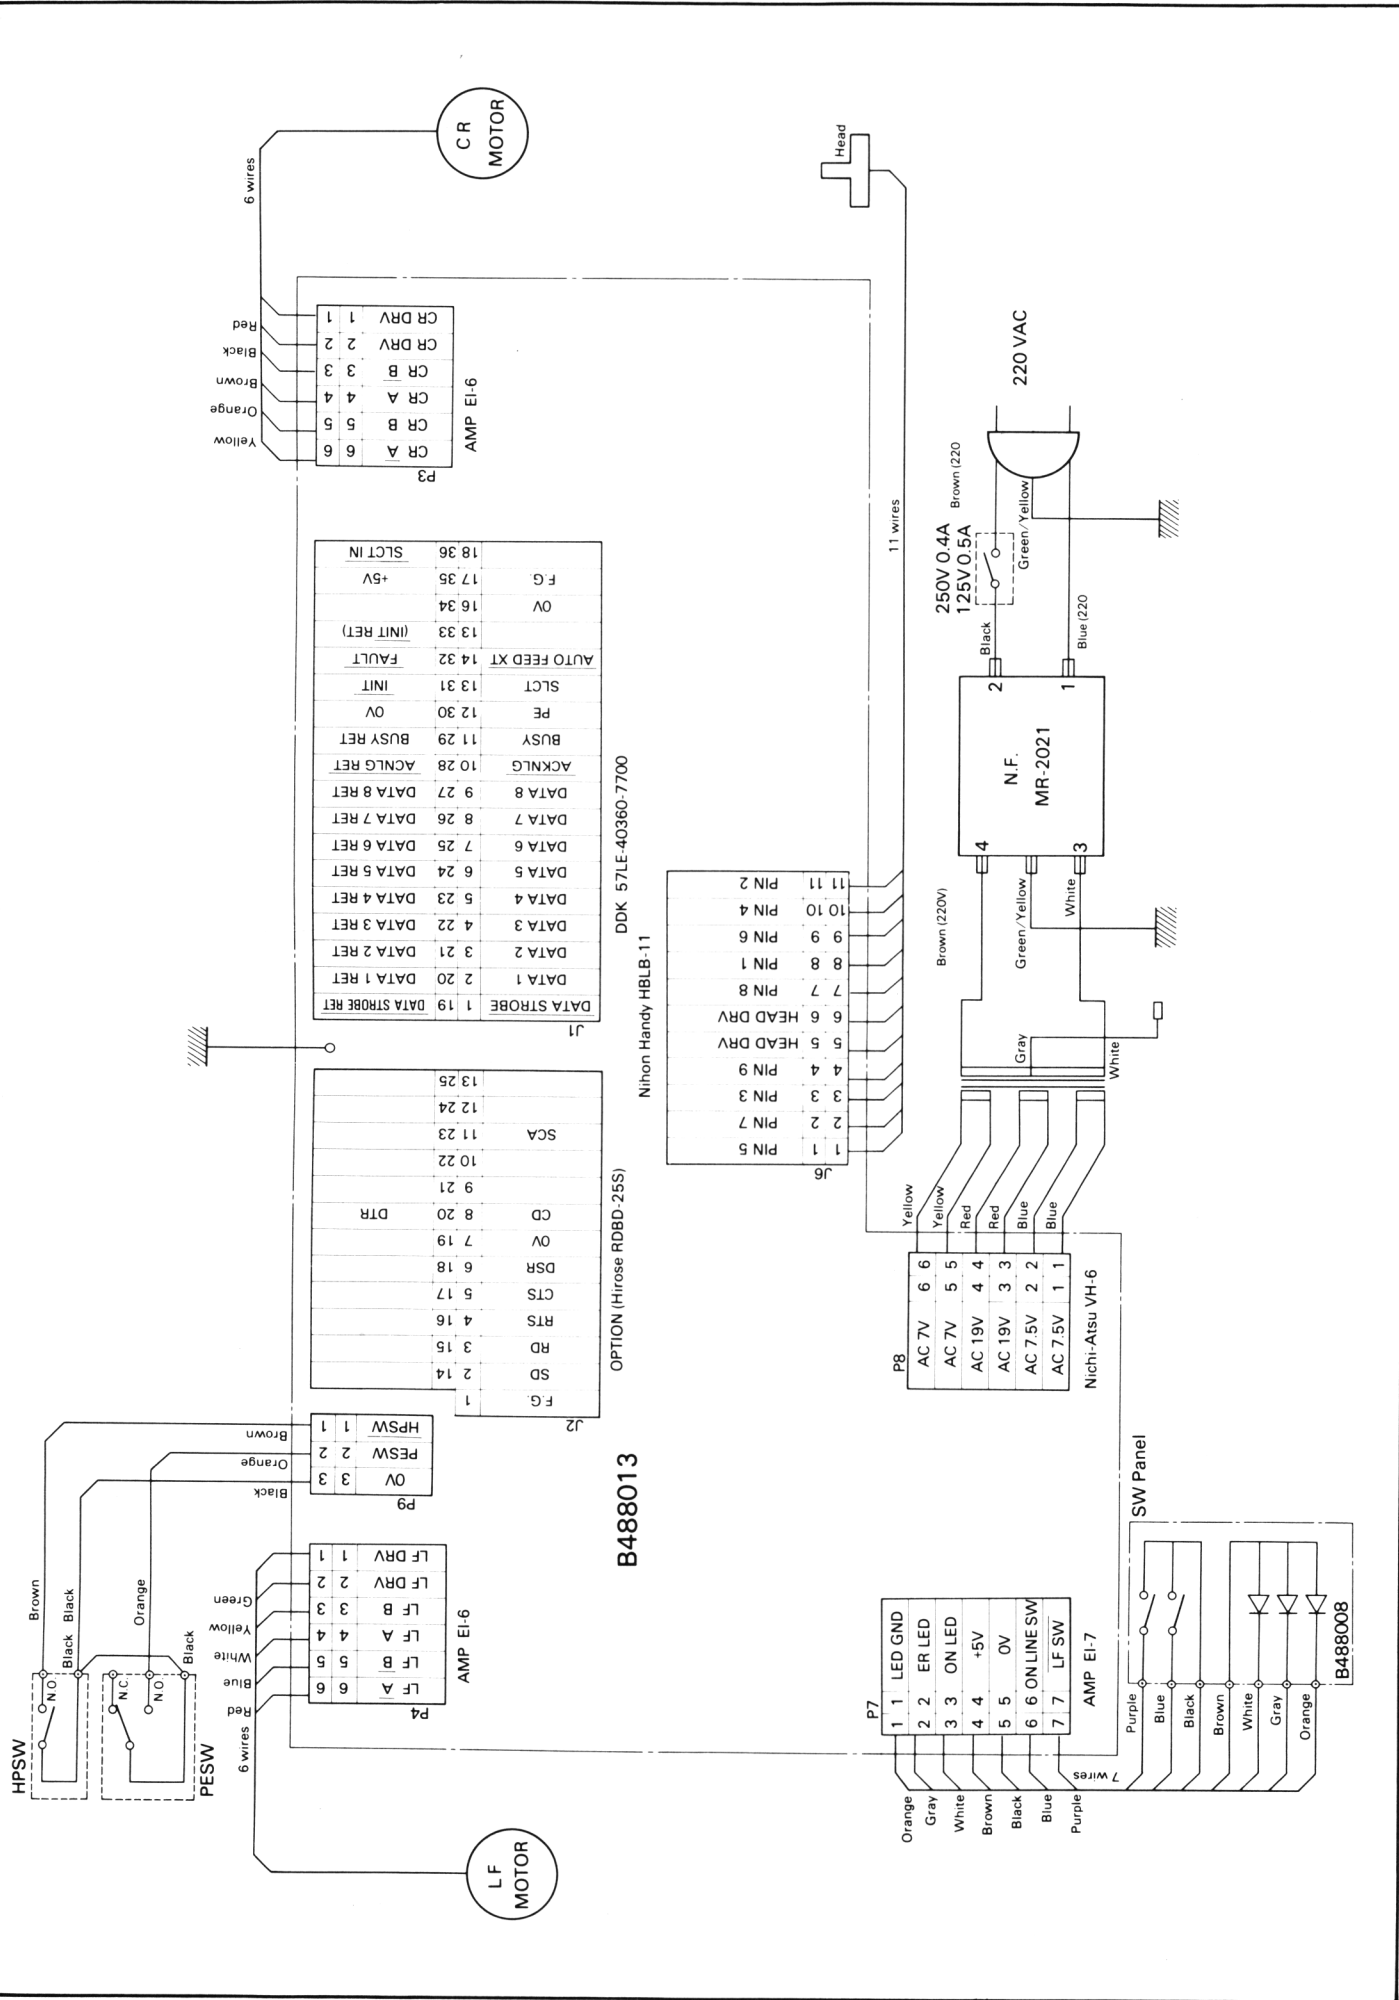 HPSW
N.O.
Brown
Black
Black
PESW
N.C.
N.O.
Orange
Black
Brown
Orange
Black
P9
1 1 HPSW
2 2 PESW
3 3 0V
LF
MOTOR
6 wires
Green
Yellow
White
Blue
Red
P4
1 1 LF DRV
2 2 LF DRV
3 3 LF B
4 4 LF A
5 5 LF B
6 6 LF A
AMP EI-6
B488013
J2
1 F.G.
2 14 SD
3 15 RD
4 16 RTS
5 17 CTS
6 18 DSR
7 19 0V
DTR 8 20 CD
9 21
10 22
11 23 SCA
12 24
13 25
OPTION (Hirose RDBD-25S)
J1
DATA STROBE RET 1 19 DATA STROBE
DATA 1 RET 2 20 DATA 1
DATA 2 RET 3 21 DATA 2
DATA 3 RET 4 22 DATA 3
DATA 4 RET 5 23 DATA 4
DATA 5 RET 6 24 DATA 5
DATA 6 RET 7 25 DATA 6
DATA 7 RET 8 26 DATA 7
DATA 8 RET 9 27 DATA 8
ACNLG RET 10 28 ACKNLG
BUSY RET 11 29 BUSY
0V 12 30 PE
INIT 13 31 SLCT
FAULT 14 32 AUTO FEED XT
(INIT RET) 13 33
16 34 0V
+5V 17 35 F.G.
SLCT IN 18 36
DDK 57LE-40360-7700
CR
MOTOR
6 wires
Red
Black
Brown
Orange
Yellow
P3
1 1 CR DRV
2 2 CR DRV
3 3 CR B
4 4 CR A
5 5 CR B
6 6 CR A
AMP EI-6
Head
11 wires
Nihon Handy HBLB-11
J6
PIN 5 1 1
PIN 7 2 2
PIN 3 3 3
PIN 9 4 4
HEAD DRV 5 5
HEAD DRV 6 6
PIN 8 7 7
PIN 1 8 8
PIN 6 9 9
PIN 4 10 10
PIN 2 11 11
P7
1 1 LED GND
2 2 ER LED
3 3 ON LED
4 4 +5V
5 5 0V
6 6 ON LINE SW
7 7 LF SW
AMP EI-7
Orange
Gray
White
Brown
Black
Blue
Purple
7 wires
SW Panel
Purple
Blue
Black
Brown
White
Gray
Orange
B488008
P8
AC 7V 6 6
AC 7V 5 5
AC 19V 4 4
AC 19V 3 3
AC 7.5V 2 2
AC 7.5V 1 1
Nichi-Atsu VH-6
Yellow
Yellow
Red
Red
Blue
Blue
Gray
White
Brown (220V)
Green/Yellow
White
4
3
N.F.
MR-2021
2
1
Black
Blue (220
250V 0.4A
125V 0.5A
Brown (220
Green/Yellow
220 VAC